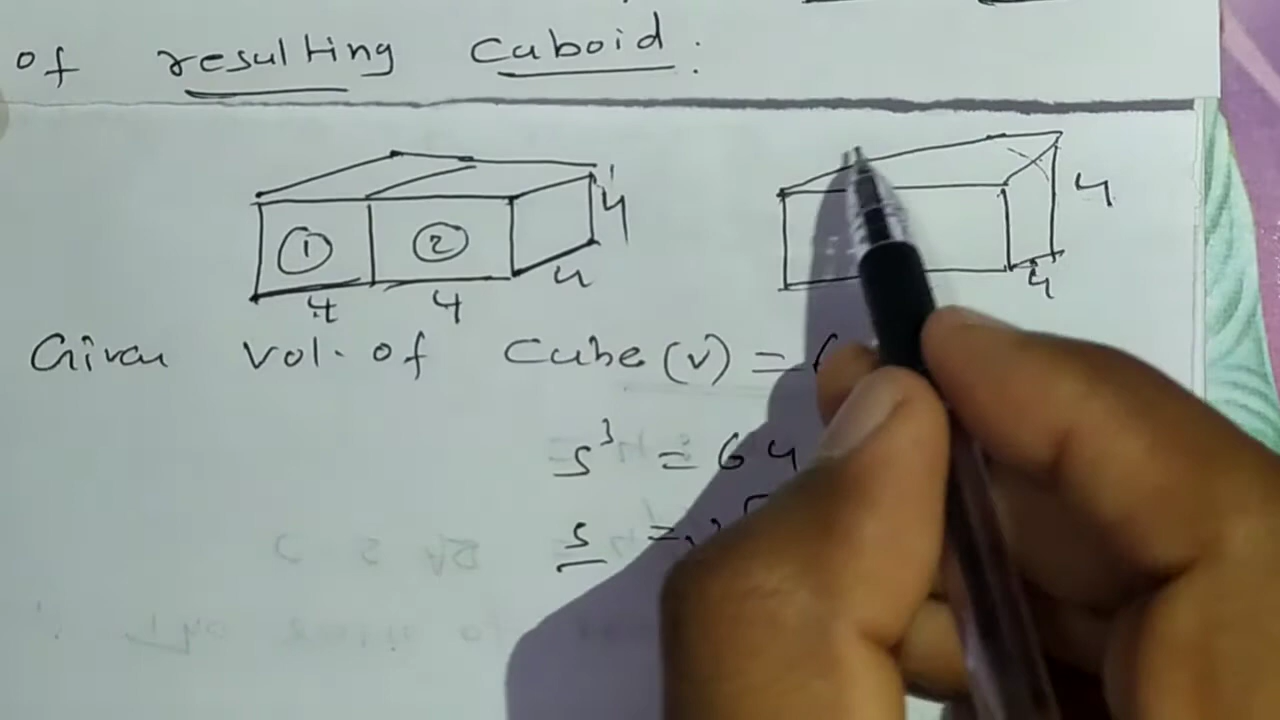 of resulting cuboid.
① ② 4
4 4 4
4
4
Given vol. of cube (v) =
s³ = 64
s =